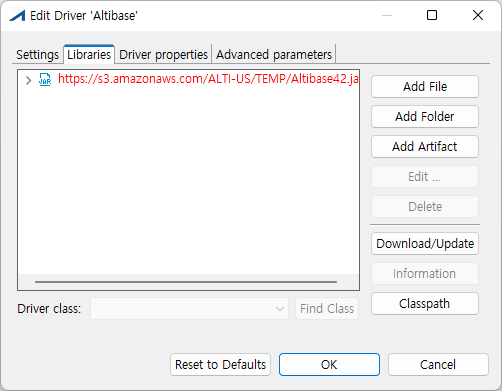 Edit Driver 'Altibase'
Settings Libraries Driver properties Advanced parameters
JAR https://s3.amazonaws.com/ALTI-US/TEMP/Altibase42.ja
Add File
Add Folder
Add Artifact
Edit ...
Delete
Download/Update
Information
Classpath
Driver class: Find Class
Reset to Defaults OK Cancel